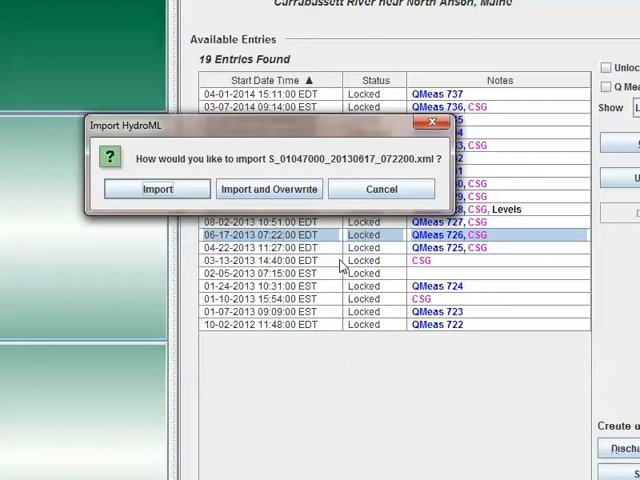 Carrabassett River near North Anson, Maine
Available Entries
19 Entries Found
Start Date Time ▲ Status Notes
04-01-2014 15:11:00 EDT Locked QMeas 737
03-07-2014 09:14:00 EDT Locked QMeas 736, CSG
Import HydroML
How would you like to import S_01047000_20130617_072200.xml ?
Import Import and Overwrite Cancel
Levels
08-02-2013 10:51:00 EDT Locked QMeas 727, CSG
06-17-2013 07:22:00 EDT Locked QMeas 726, CSG
04-22-2013 11:27:00 EDT Locked QMeas 725, CSG
03-13-2013 14:40:00 EDT Locked CSG
02-05-2013 07:15:00 EST Locked
01-24-2013 10:31:00 EST Locked QMeas 724
01-10-2013 15:54:00 EST Locked CSG
01-07-2013 09:09:00 EST Locked QMeas 723
10-02-2012 11:48:00 EDT Locked QMeas 722
Unloc
Q Mea
Show
Create a
Discha